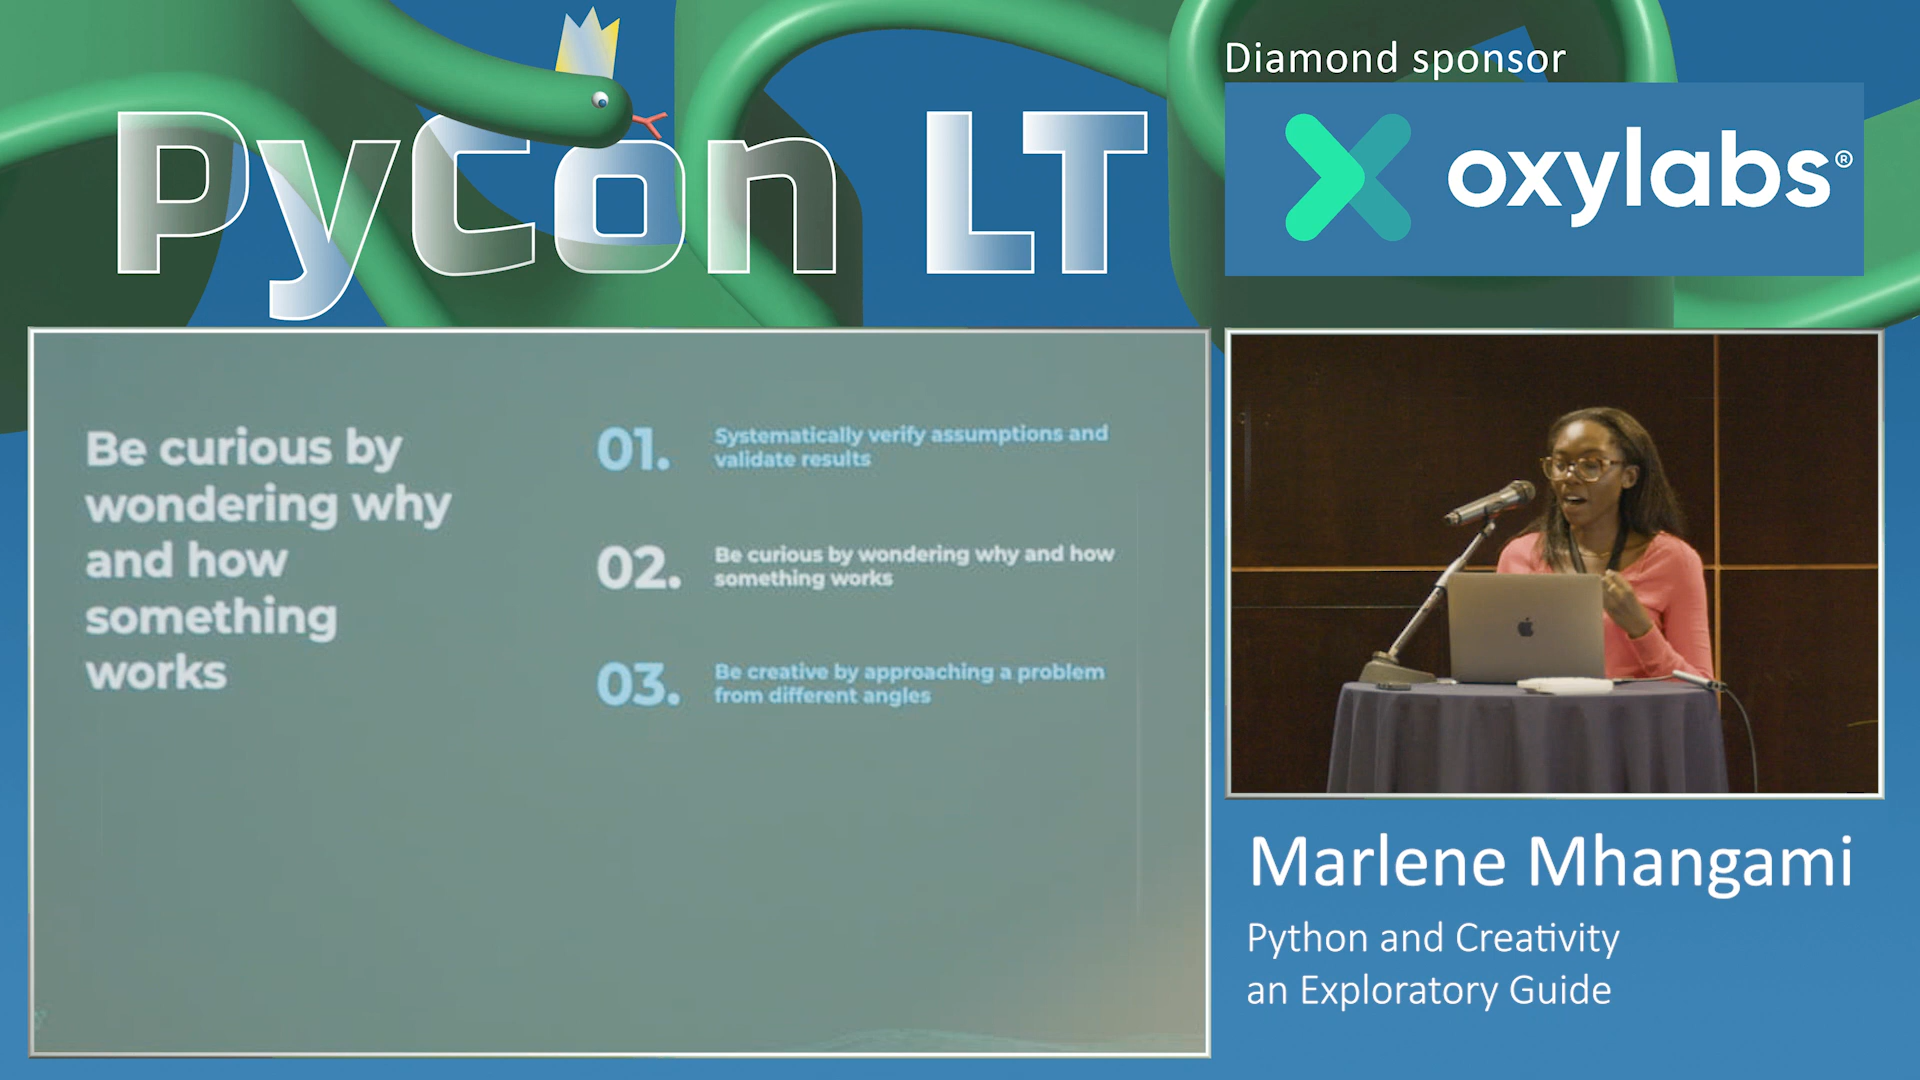 PyCon LT
Diamond sponsor
oxylabs®
Be curious by
wondering why
and how
something
works
01.
Systematically verify assumptions and
validate results
02.
Be curious by wondering why and how
something works
03.
Be creative by approaching a problem
from different angles
Marlene Mhangami
Python and Creativity
an Exploratory Guide